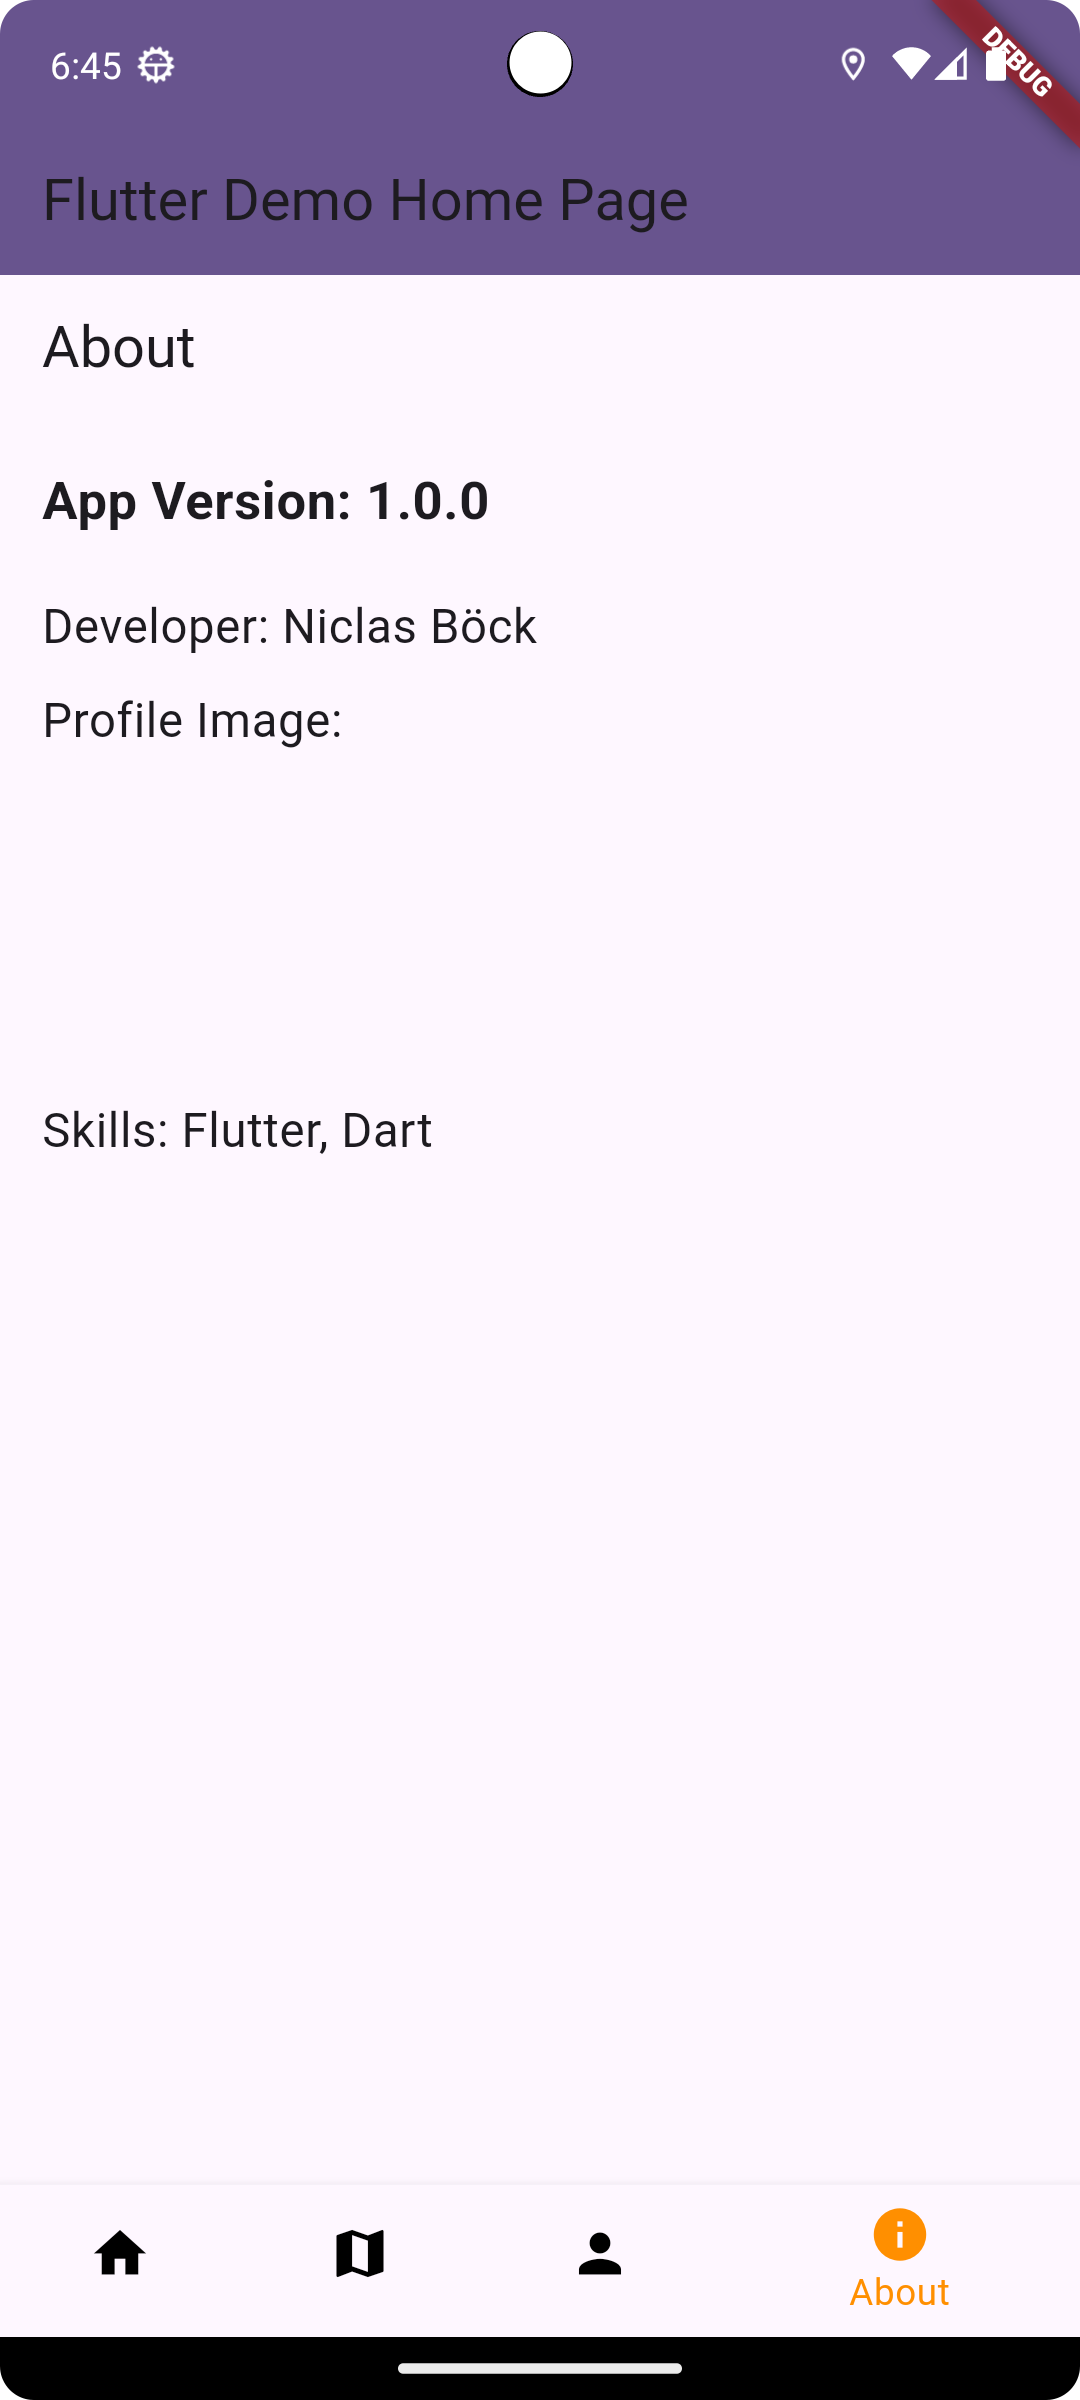 6:45
DEBUG
Flutter Demo Home Page
About
App Version: 1.0.0
Developer: Niclas Böck
Profile Image:
Skills: Flutter, Dart
About